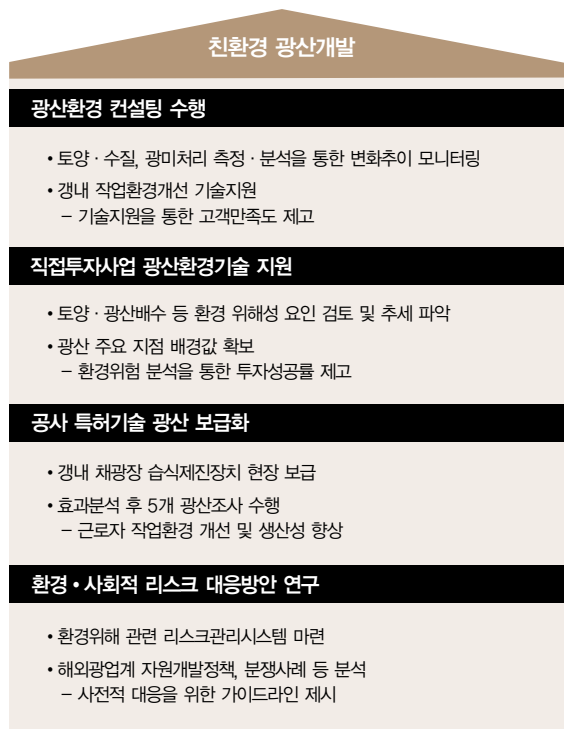 친환경 광산개발
광산환경 컨설팅 수행
• 토양 · 수질, 광미처리 측정 · 분석을 통한 변화추이 모니터링
• 갱내 작업환경개선 기술지원
– 기술지원을 통한 고객만족도 제고
직접투자사업 광산환경기술 지원
• 토양 · 광산배수 등 환경 위해성 요인 검토 및 추세 파악
• 광산 주요 지점 배경값 확보
– 환경위험 분석을 통한 투자성공률 제고
공사 특허기술 광산 보급화
• 갱내 채광장 습식제진장치 현장 보급
• 효과분석 후 5개 광산조사 수행
– 근로자 작업환경 개선 및 생산성 향상
환경 • 사회적 리스크 대응방안 연구
• 환경위해 관련 리스크관리시스템 마련
• 해외광업계 자원개발정책, 분쟁사례 등 분석
– 사전적 대응을 위한 가이드라인 제시